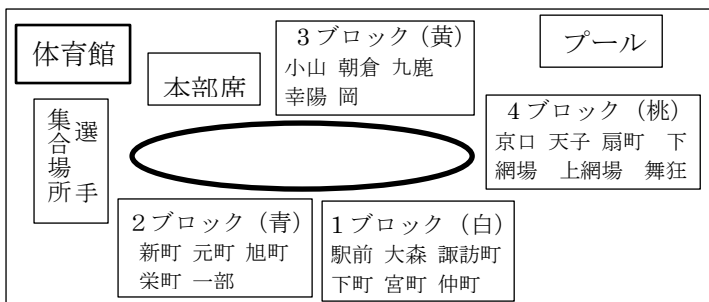 体育館
本部席
3ブロック（黄）
小山 朝倉 九鹿
幸陽 岡
プール
選手
集合場所
4ブロック（桃）
京口 天子 扇町 下
網場 上網場 舞狂
2ブロック（青）
新町 元町 旭町
栄町 一部
1ブロック（白）
駅前 大森 諏訪町
下町 宮町 仲町